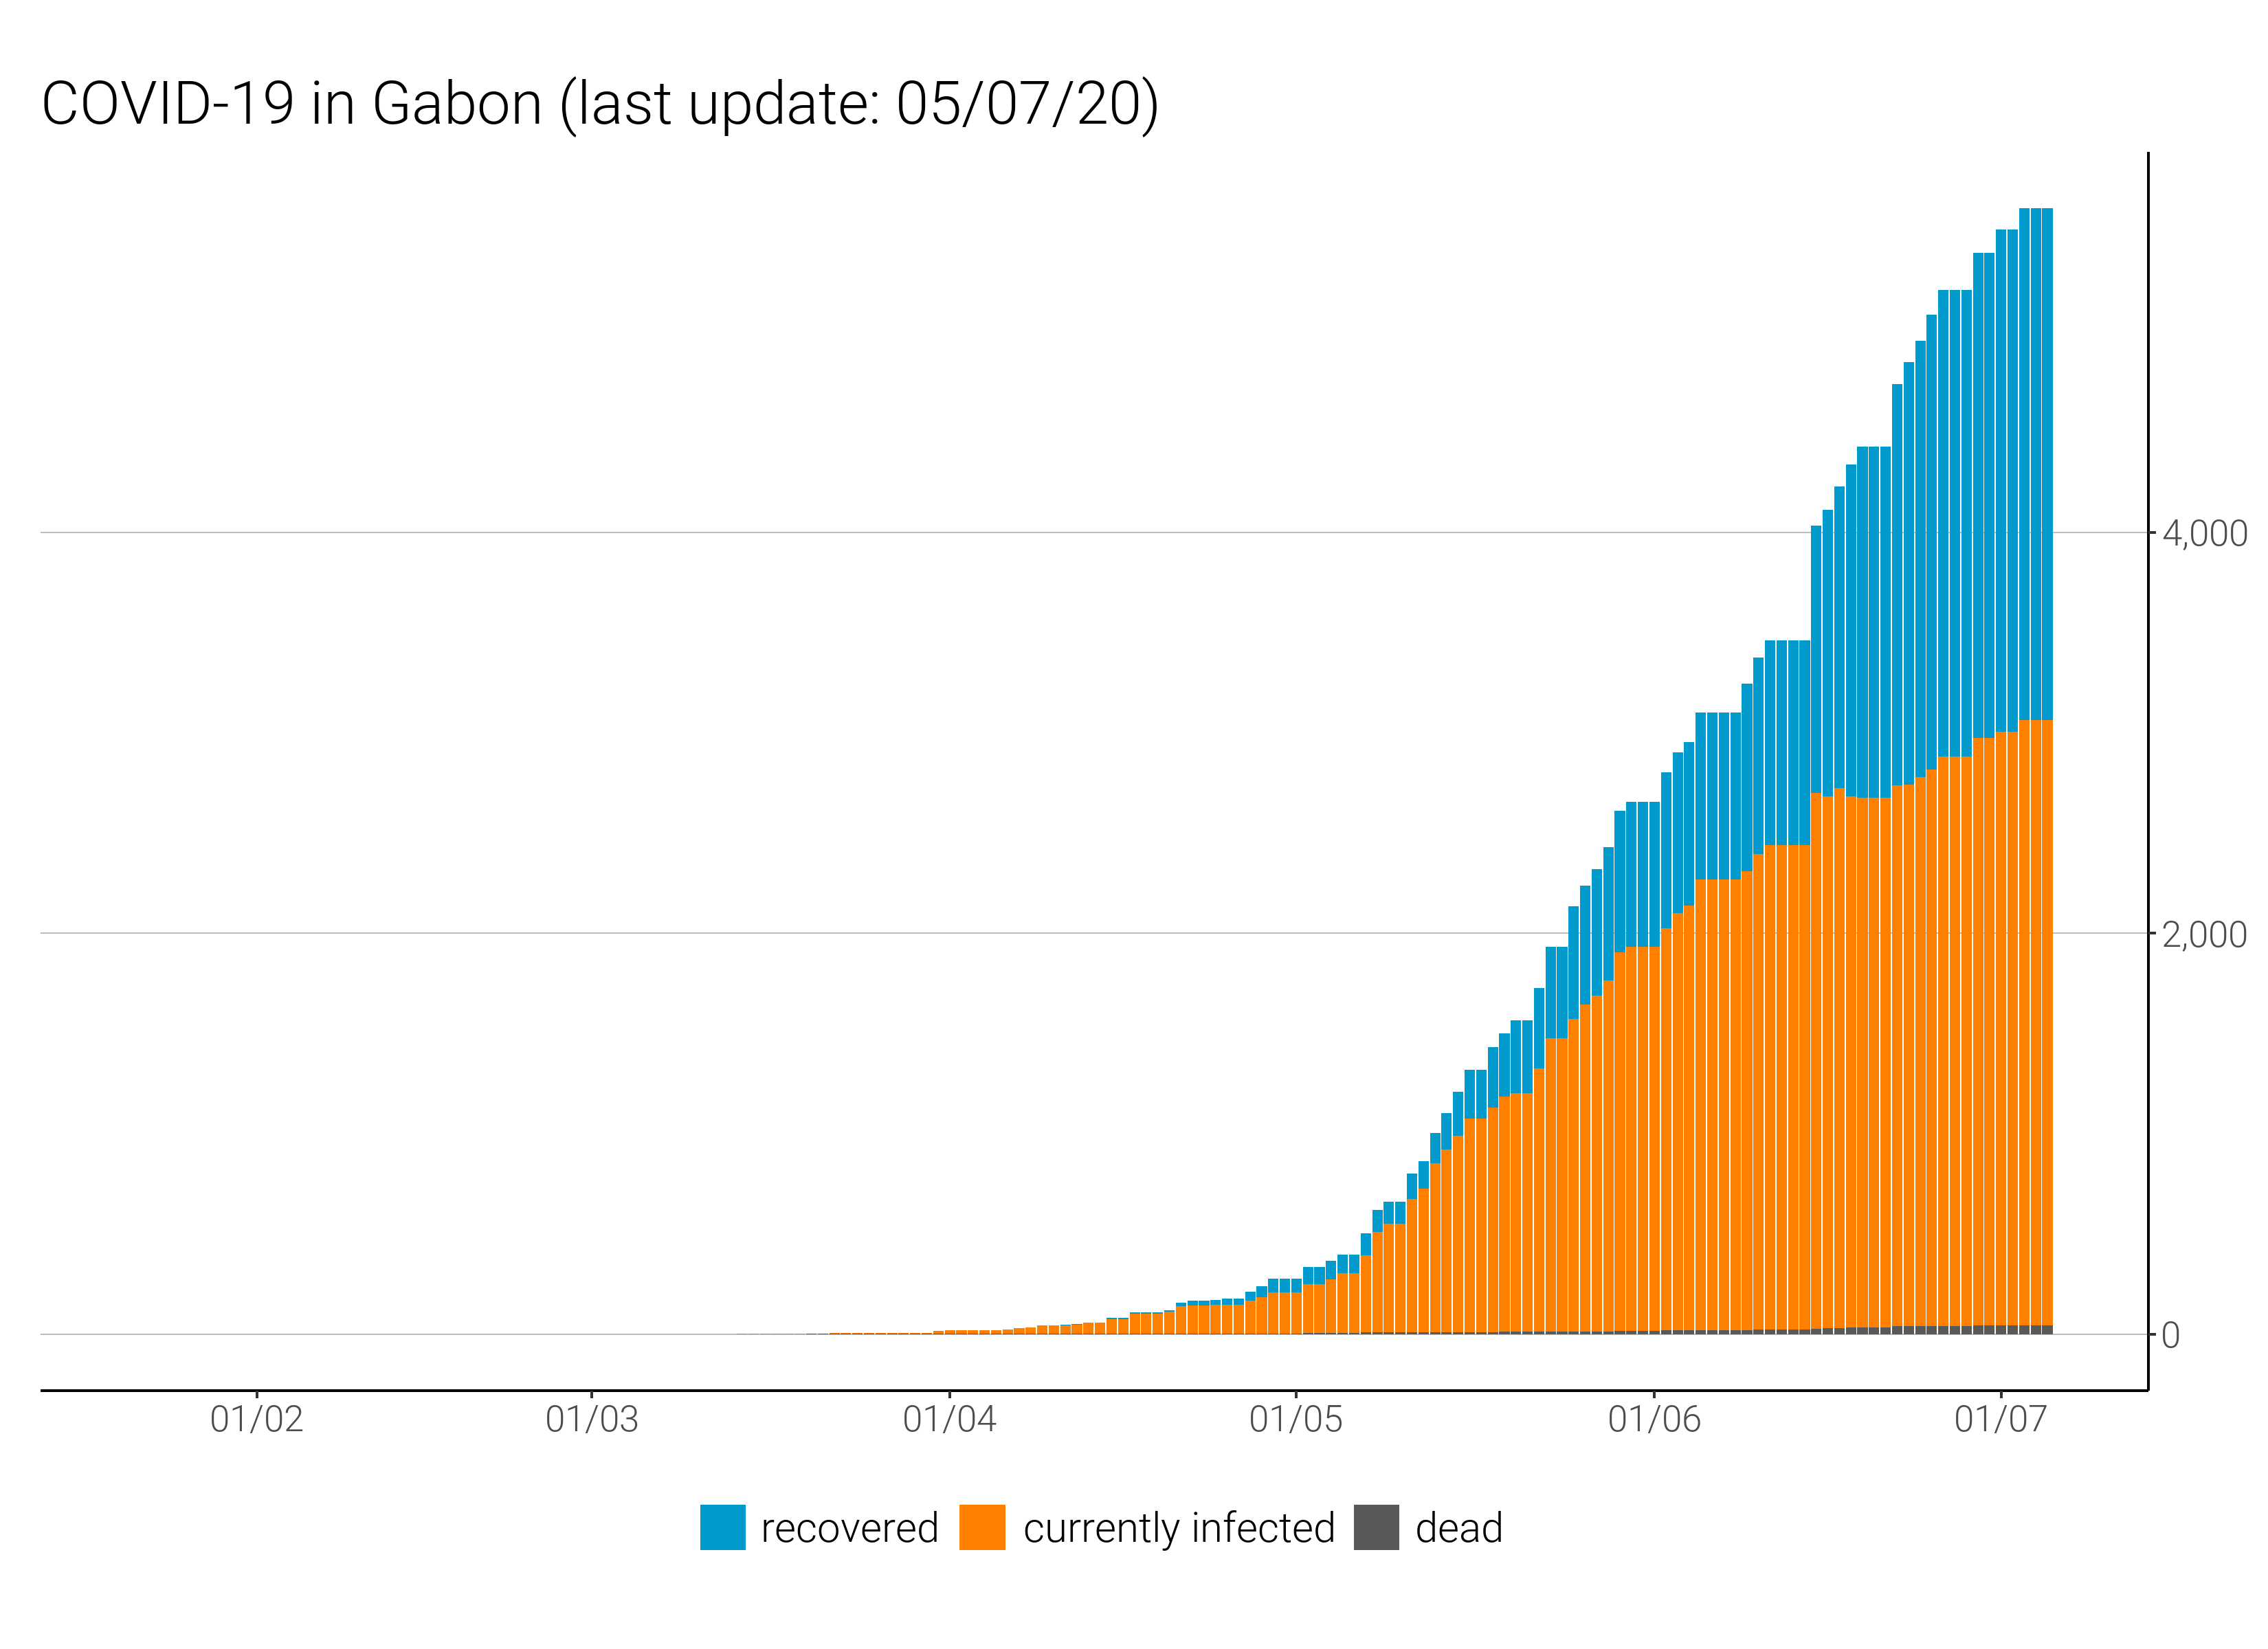 COVID-19 in Gabon (last update: 05/07/20)
4,000
2,000
0
01/02 01/03 01/04 01/05 01/06 01/07
recovered currently infected dead